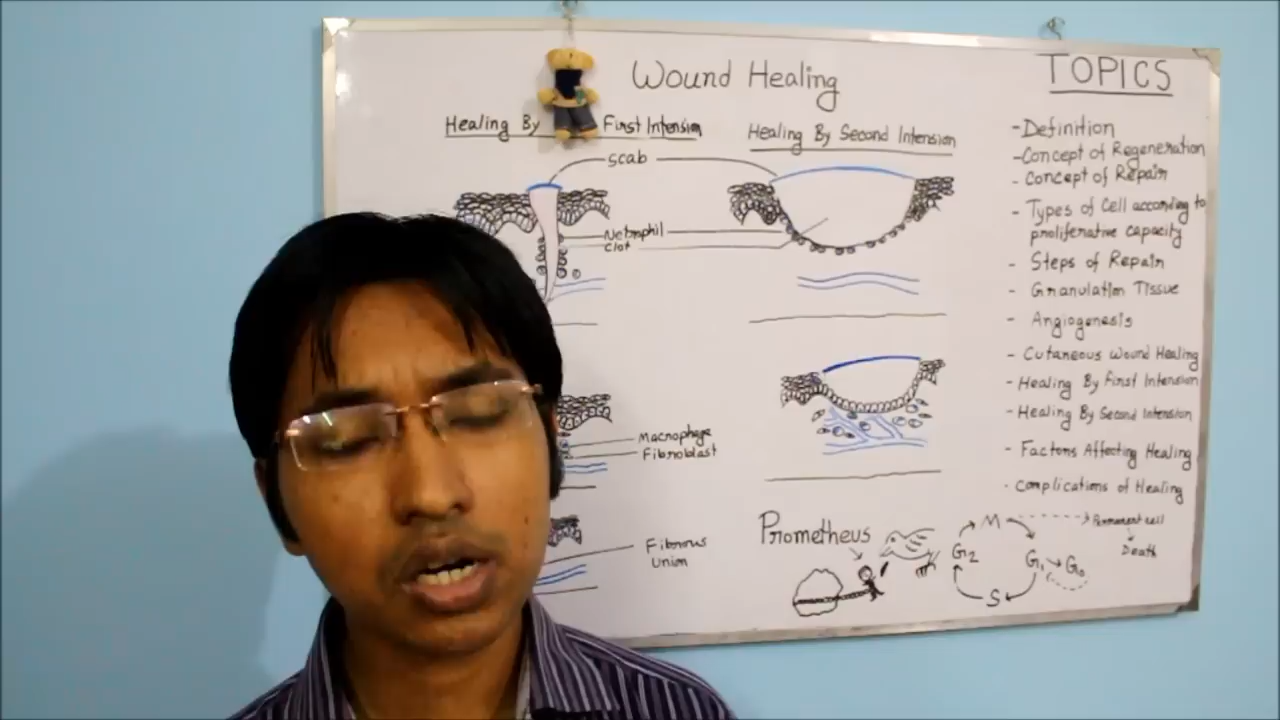 Wound Healing
Healing By First Intension
Healing By Second Intension
scab
Netrophil
clot
Macrophage
Fibroblast
Fibrous
Union
Prometheus
M
G2
G1
G0
S
Permanent cell
Death
TOPICS
-Definition
-Concept of Regeneration
- Concept of Repair
- Types of Cell according to
proliferative capacity
- Steps of Repair
- Granulation Tissue
- Angiogenesis
- Cutaneous Wound Healing
- Healing By First Intension
- Healing By Second Intension
- Factors Affecting Healing
- Complications of Healing